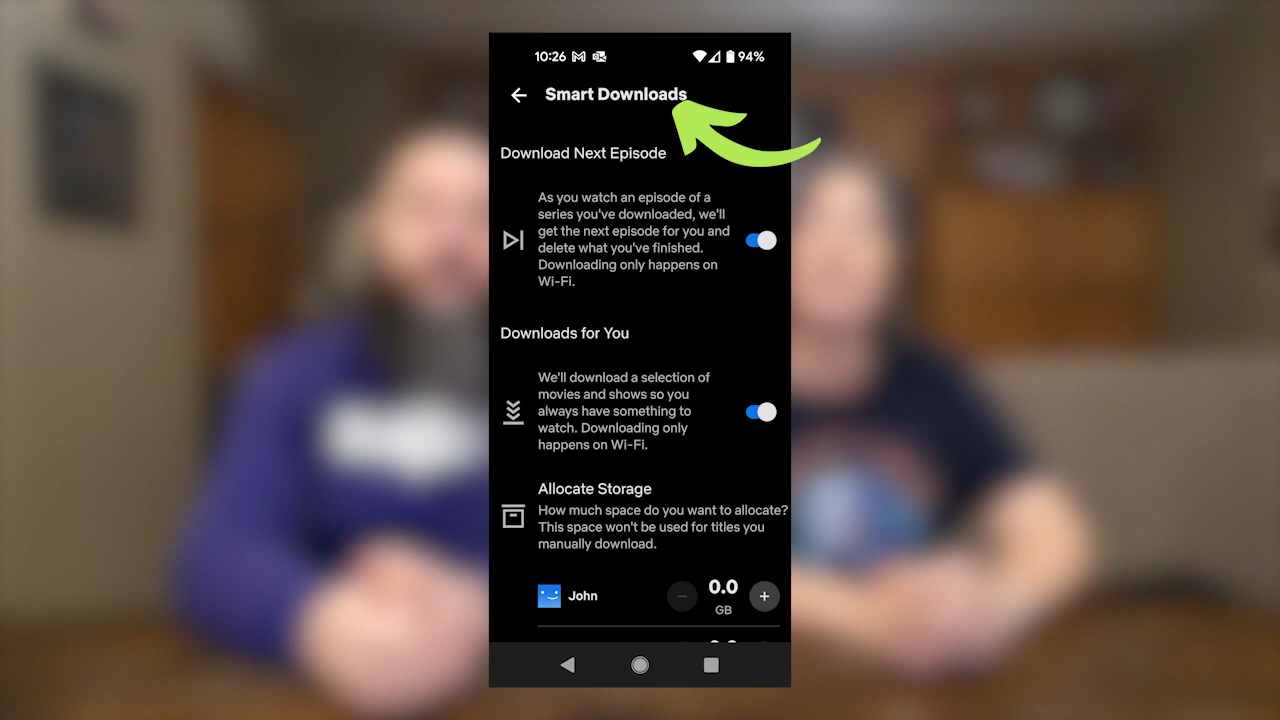 10:26 94%
Smart Downloads
Download Next Episode
As you watch an episode of a
series you've downloaded, we'll
get the next episode for you and
delete what you've finished.
Downloading only happens on
Wi-Fi.
Downloads for You
We'll download a selection of
movies and shows so you
always have something to
watch. Downloading only
happens on Wi-Fi.
Allocate Storage
How much space do you want to allocate?
This space won't be used for titles you
manually download.
John 0.0
GB